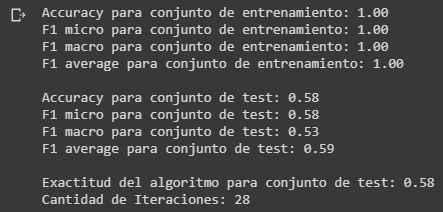 Accuracy para conjunto de entrenamiento: 1.00
F1 micro para conjunto de entrenamiento: 1.00
F1 macro para conjunto de entrenamiento: 1.00
F1 average para conjunto de entrenamiento: 1.00
Accuracy para conjunto de test: 0.58
F1 micro para conjunto de test: 0.58
F1 macro para conjunto de test: 0.53
F1 average para conjunto de test: 0.59
Exactitud del algoritmo para conjunto de test: 0.58
Cantidad de Iteraciones: 28